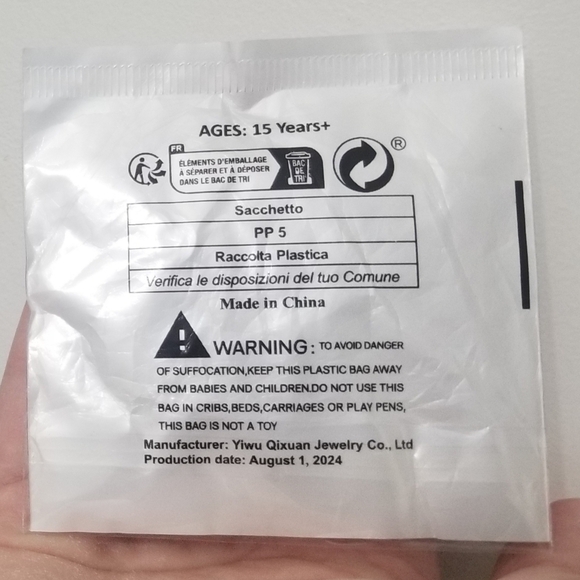 AGES: 15 Years+
FR
ÉLÉMENTS D'EMBALLAGE
À SÉPARER ET À DÉPOSER
DANS LE BAC DE TRI
BAC
DE
TRI
®
Sacchetto
PP 5
Raccolta Plastica
Verifica le disposizioni del tuo Comune
Made in China
WARNING: TO AVOID DANGER
OF SUFFOCATION,KEEP THIS PLASTIC BAG AWAY
FROM BABIES AND CHILDREN.DO NOT USE THIS
BAG IN CRIBS,BEDS,CARRIAGES OR PLAY PENS,
THIS BAG IS NOT A TOY
Manufacturer: Yiwu Qixuan Jewelry Co., Ltd
Production date: August 1, 2024